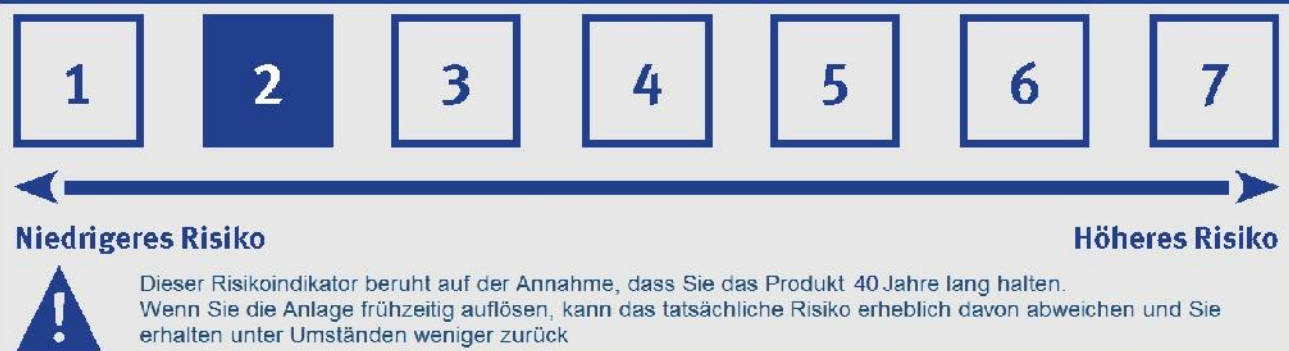 1 2 3 4 5 6 7
Niedrigeres Risiko Höheres Risiko
!
Dieser Risikoindikator beruht auf der Annahme, dass Sie das Produkt 40 Jahre lang halten.
Wenn Sie die Anlage frühzeitig auflösen, kann das tatsächliche Risiko erheblich davon abweichen und Sie
erhalten unter Umständen weniger zurück